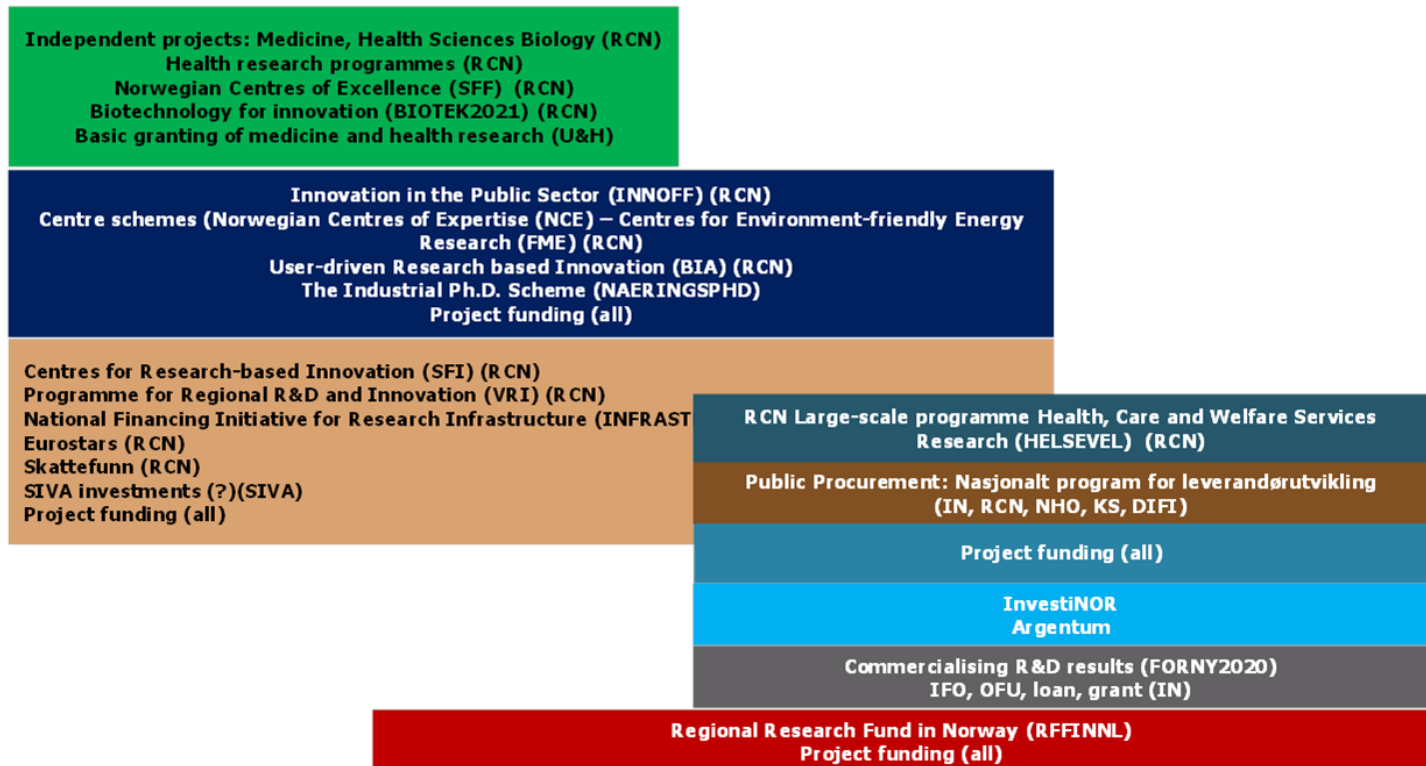 Independent projects: Medicine, Health Sciences Biology (RCN)
Health research programmes (RCN)
Norwegian Centres of Excellence (SFF) (RCN)
Biotechnology for innovation (BIOTEK2021) (RCN)
Basic granting of medicine and health research (U&H)
Innovation in the Public Sector (INNOFF) (RCN)
Centre schemes (Norwegian Centres of Expertise (NCE) – Centres for Environment-friendly Energy
Research (FME) (RCN)
User-driven Research based Innovation (BIA) (RCN)
The Industrial Ph.D. Scheme (NAERINGSPHD)
Project funding (all)
Centres for Research-based Innovation (SFI) (RCN)
Programme for Regional R&D and Innovation (VRI) (RCN)
National Financing Initiative for Research Infrastructure (INFRAST
Eurostars (RCN)
Skattefunn (RCN)
SIVA investments (?)(SIVA)
Project funding (all)
RCN Large-scale programme Health, Care and Welfare Services
Research (HELSEVEL) (RCN)
Public Procurement: Nasjonalt program for leverandørutvikling
(IN, RCN, NHO, KS, DIFI)
Project funding (all)
InvestiNOR
Argentum
Commercialising R&D results (FORNY2020)
IFO, OFU, loan, grant (IN)
Regional Research Fund in Norway (RFFINNL)
Project funding (all)